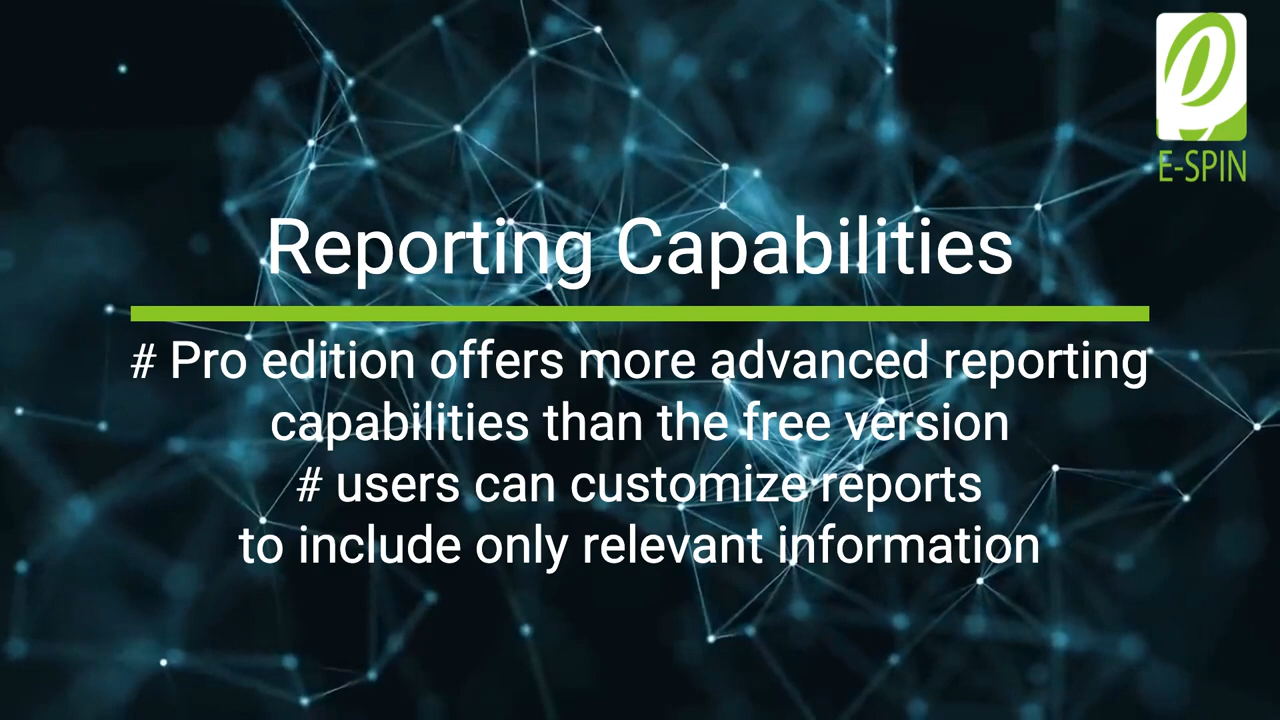 E-SPIN
Reporting Capabilities
# Pro edition offers more advanced reporting
capabilities than the free version
# users can customize reports
to include only relevant information